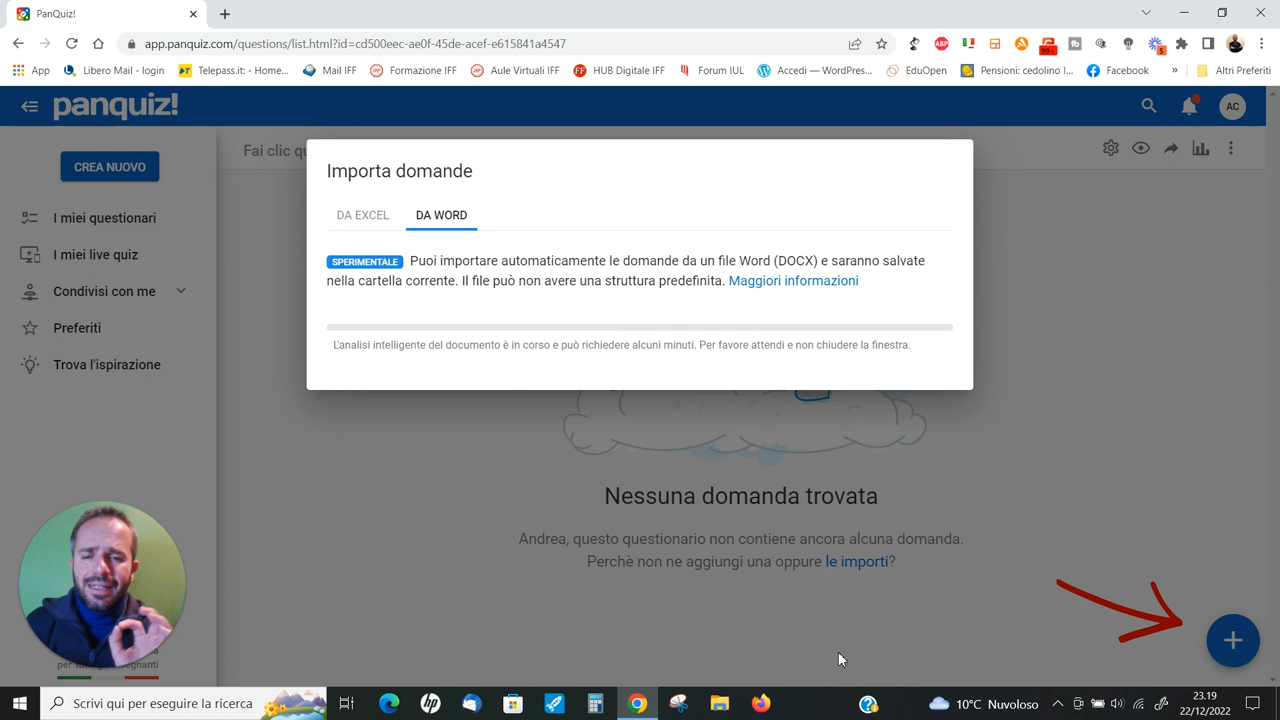 PanQuiz!
app.panquiz.com/questions/list.html?id=cd500eec-ae0f-45de-acef-e615841a4547
ABP
99+
5
App
Libero Mail - login
Telepass.it: - Home...
Mail IFF
Formazione IFF
Aule Virtuali IFF
HUB Digitale IFF
Forum IUL
Accedi — WordPres...
EduOpen
Pensioni: cedolino I...
Facebook
»
Altri Preferiti
panquiz!
AC
CREA NUOVO
Fai clic qu
I miei questionari
I miei live quiz
Condivisi con me
Preferiti
Trova l'ispirazione
Importa domande
DA EXCEL
DA WORD
SPERIMENTALE Puoi importare automaticamente le domande da un file Word (DOCX) e saranno salvate
nella cartella corrente. Il file può non avere una struttura predefinita. Maggiori informazioni
L'analisi intelligente del documento è in corso e può richiedere alcuni minuti. Per favore attendi e non chiudere la finestra.
Nessuna domanda trovata
Andrea, questo questionario non contiene ancora alcuna domanda.
Perchè non ne aggiungi una oppure le importi?
Scrivi qui per eseguire la ricerca
10°C Nuvoloso
23.19
22/12/2022